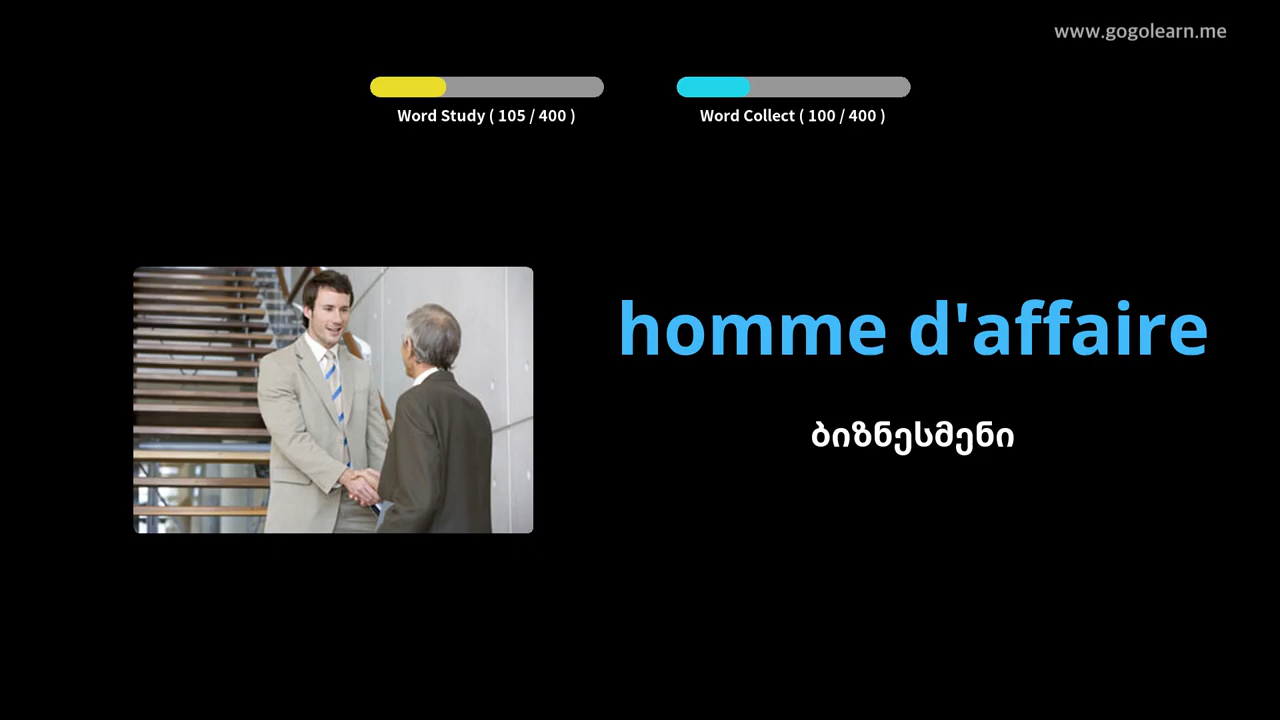 www.gogolearn.me
Word Study ( 105 / 400 )
Word Collect ( 100 / 400 )
homme d'affaire
ბიზნესმენი